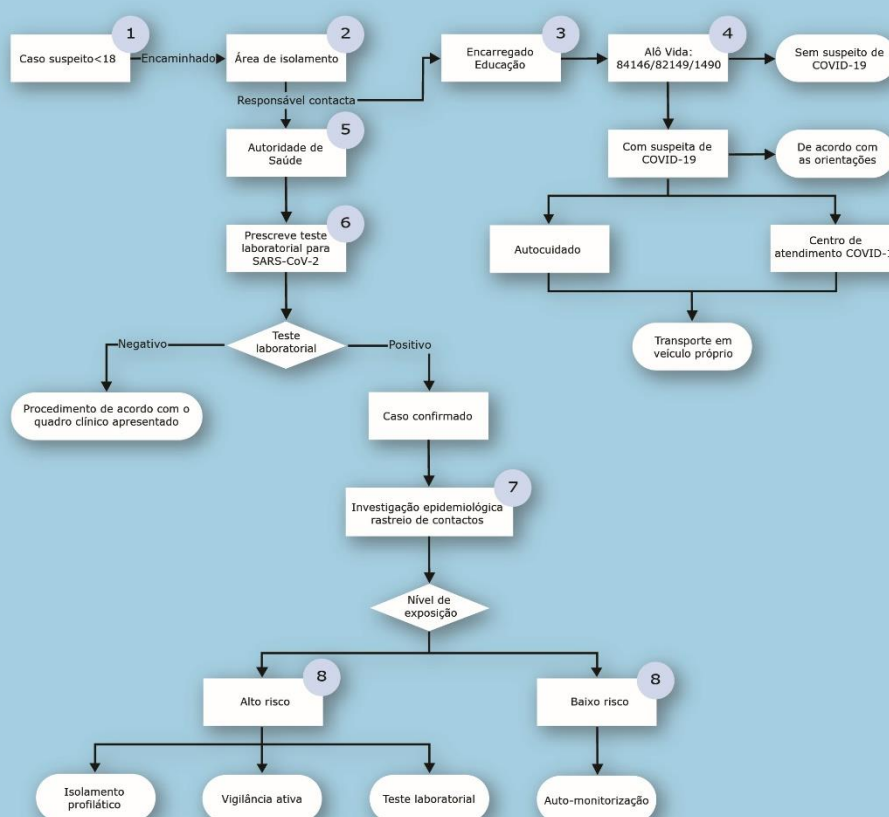 1
Caso suspeito<18
Encaminhado
2
Área de isolamento
3
Encarregado
Educação
4
Alô Vida:
84146/82149/1490
Sem suspeito de
COVID-19
Responsável contacta
5
Autoridade de
Saúde
Com suspeita de
COVID-19
De acordo com
as orientações
6
Prescreve teste
laboratorial para
SARS-CoV-2
Autocuidado
Centro de
atendimento COVID-1
Teste
laboratorial
Negativo
Positivo
Transporte em
veículo próprio
Procedimento de acordo com o
quadro clínico apresentado
Caso confirmado
7
Investigação epidemiológica
rastreio de contactos
Nível de
exposição
8
Alto risco
8
Baixo risco
Isolamento
profilático
Vigilância ativa
Teste laboratorial
Auto-monitorização